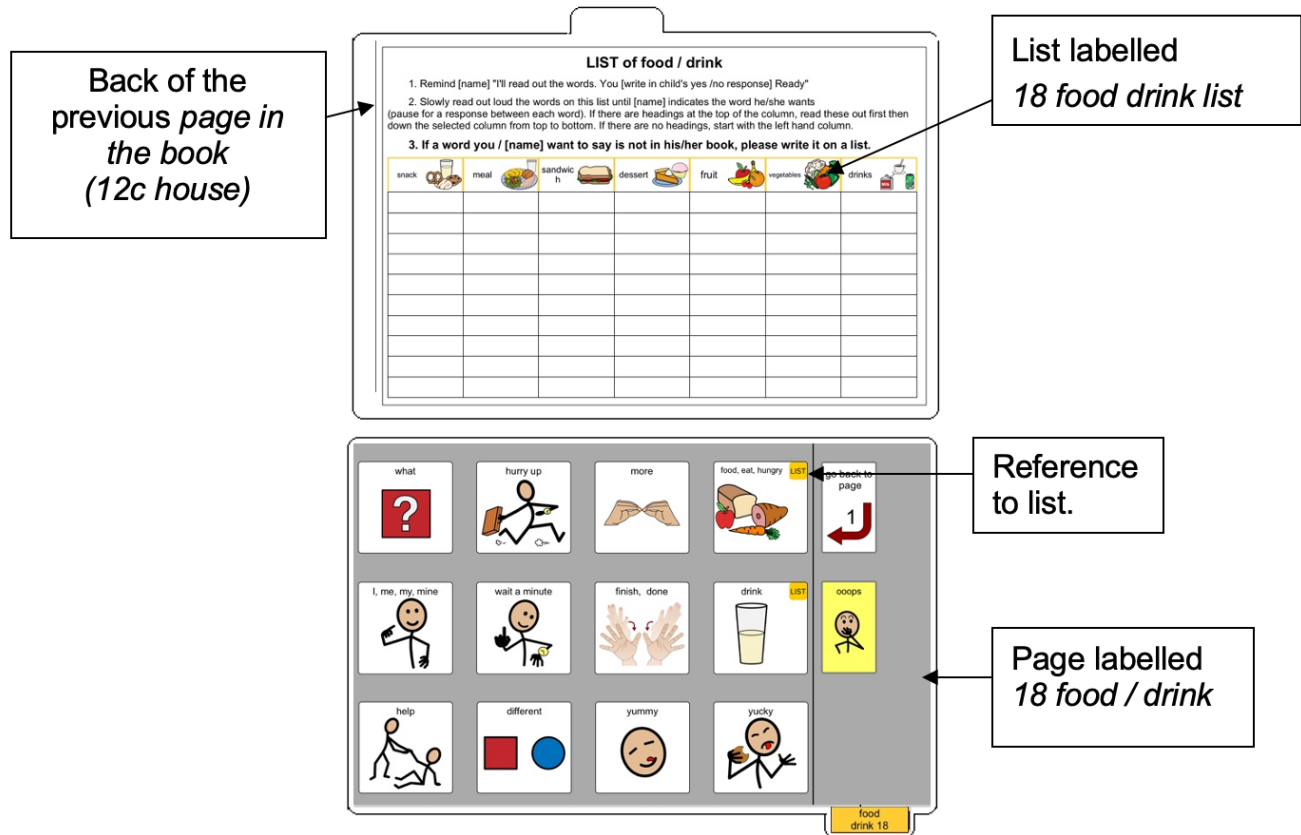 Back of the
previous page in
the book
(12c house)
LIST of food / drink
1. Remind [name] "I'll read out the words. You [write in child's yes /no response] Ready"
2. Slowly read out loud the words on this list until [name] indicates the word he/she wants
(pause for a response between each word). If there are headings at the top of the column, read these out first then
down the selected column from top to bottom. If there are no headings, start with the left hand column.
3. If a word you / [name] want to say is not in his/her book, please write it on a list.
snack
meal
sandwic
h
dessert
fruit
vegetables
drinks
List labelled
18 food drink list
what
hurry up
more
food, eat, hungry
LIST
go back to
page
1
?
Reference
to list.
I, me, my, mine
wait a minute
finish, done
drink
LIST
ooops
Page labelled
18 food / drink
help
different
yummy
yucky
food
drink 18